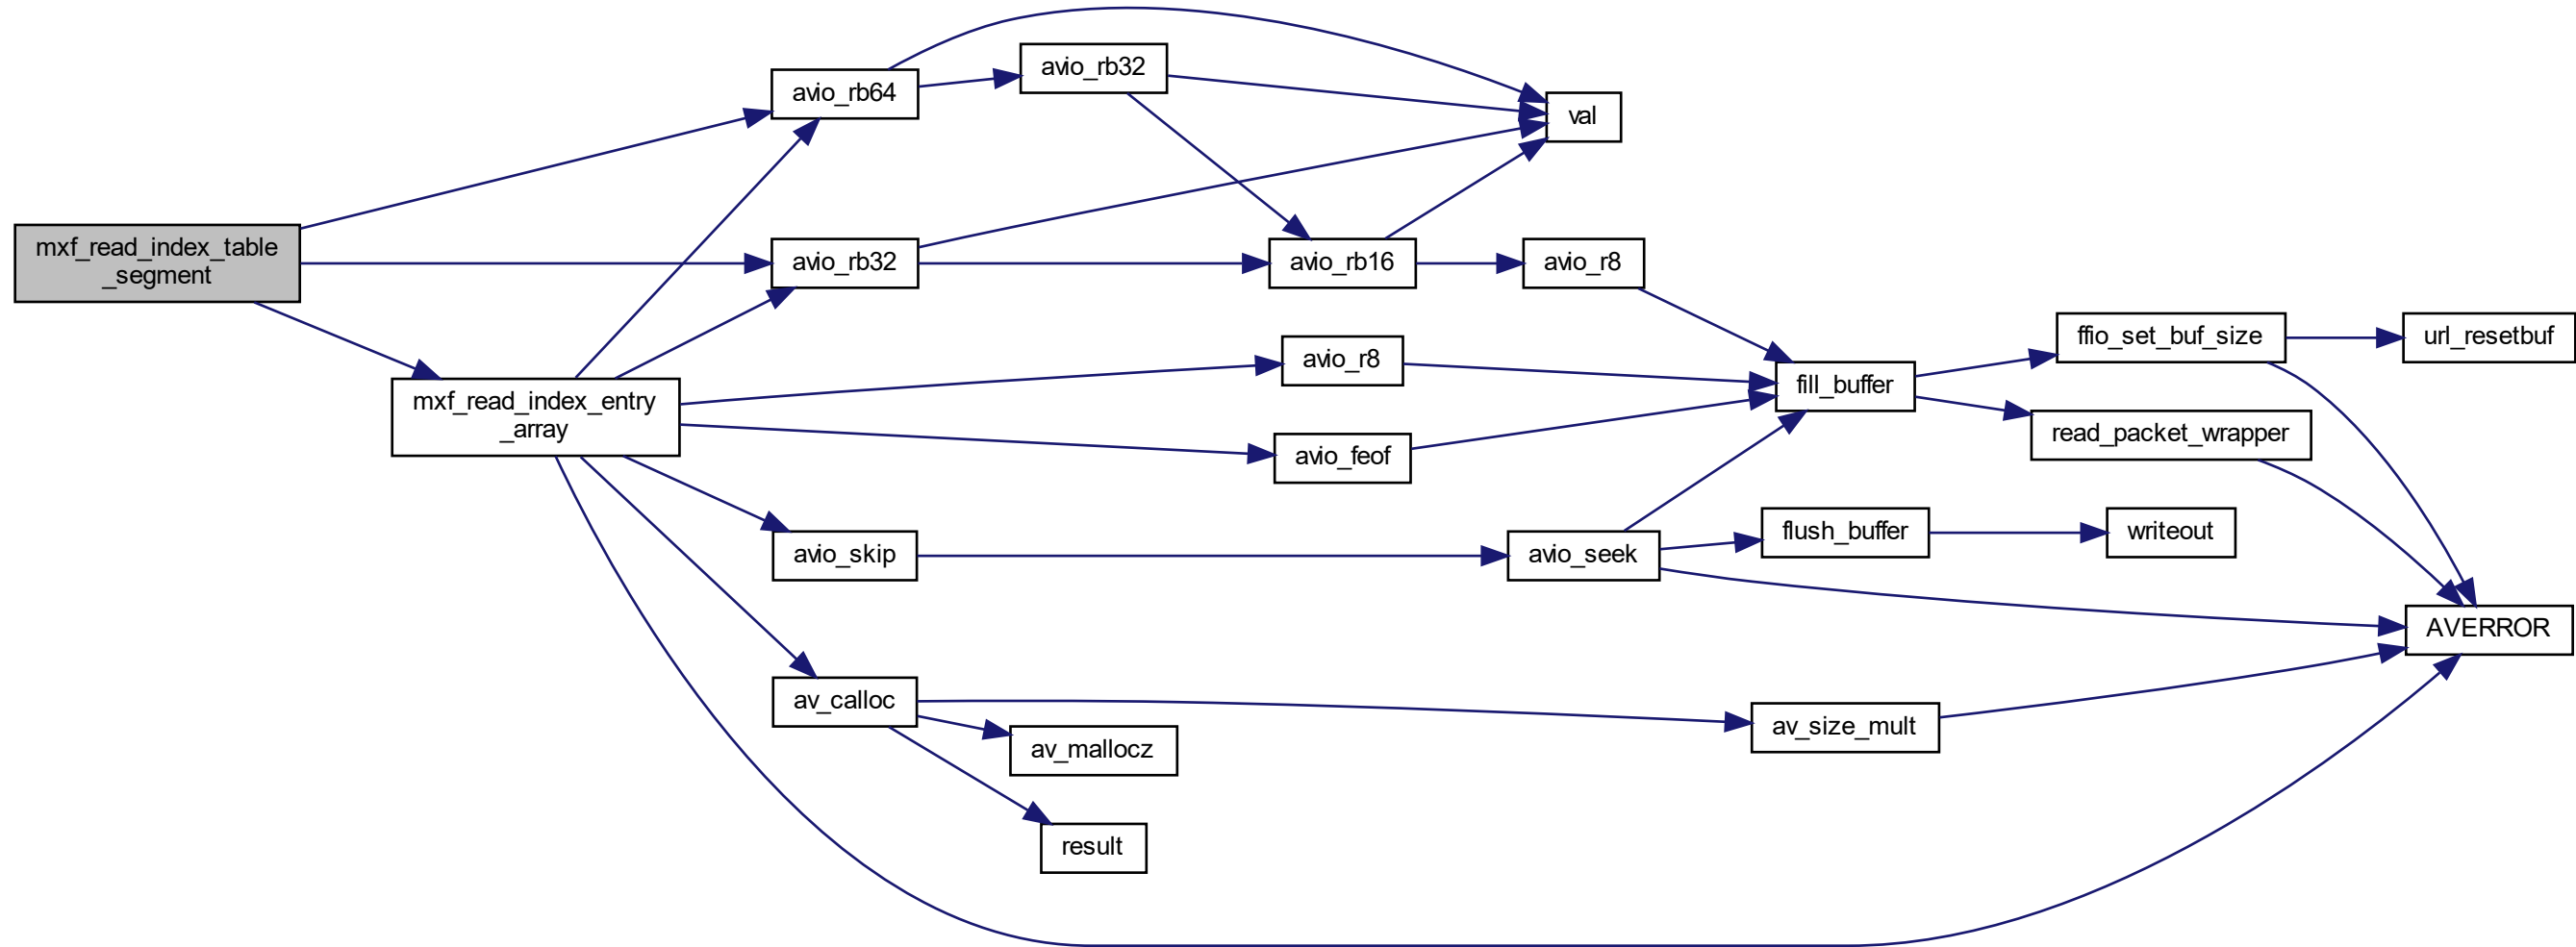 mxf_read_index_table
_segment
avio_rb64
avio_rb32
val
avio_rb32
avio_rb16
avio_r8
mxf_read_index_entry
_array
avio_r8
avio_feof
fill_buffer
ffio_set_buf_size
url_resetbuf
read_packet_wrapper
avio_skip
avio_seek
flush_buffer
writeout
AVERROR
av_calloc
av_mallocz
av_size_mult
result